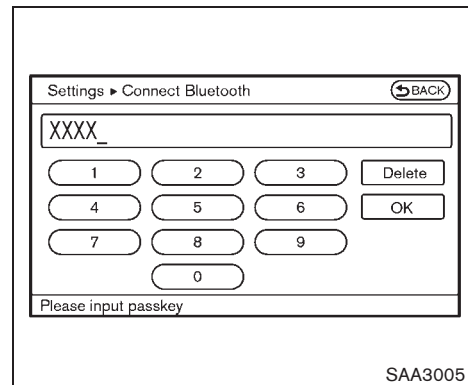 Settings ▸ Connect Bluetooth BACK
XXXX_
1 2 3 Delete
4 5 6 OK
7 8 9
0
Please input passkey
SAA3005